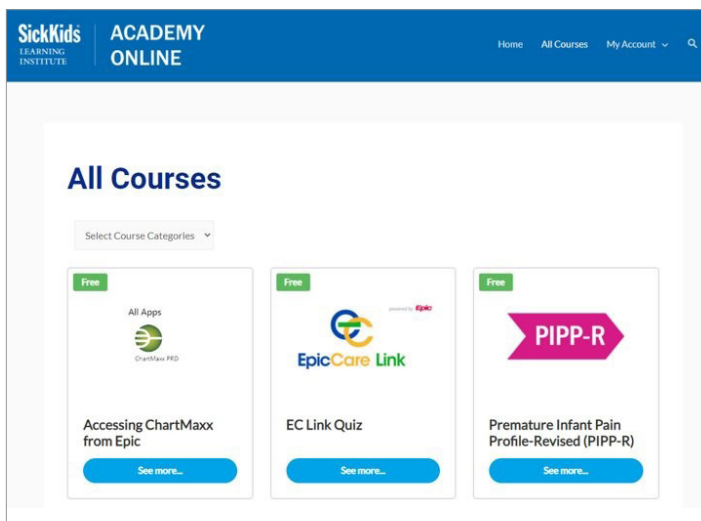 SickKids
LEARNING
INSTITUTE
ACADEMY
ONLINE
Home All Courses My Account
All Courses
Select Course Categories
Free
All Apps
ChartMaxx PRD
Accessing ChartMaxx
from Epic
See more...
Free
powered by Epic
EpicCare Link
EC Link Quiz
See more...
Free
PIPP-R
Premature Infant Pain
Profile-Revised (PIPP-R)
See more...